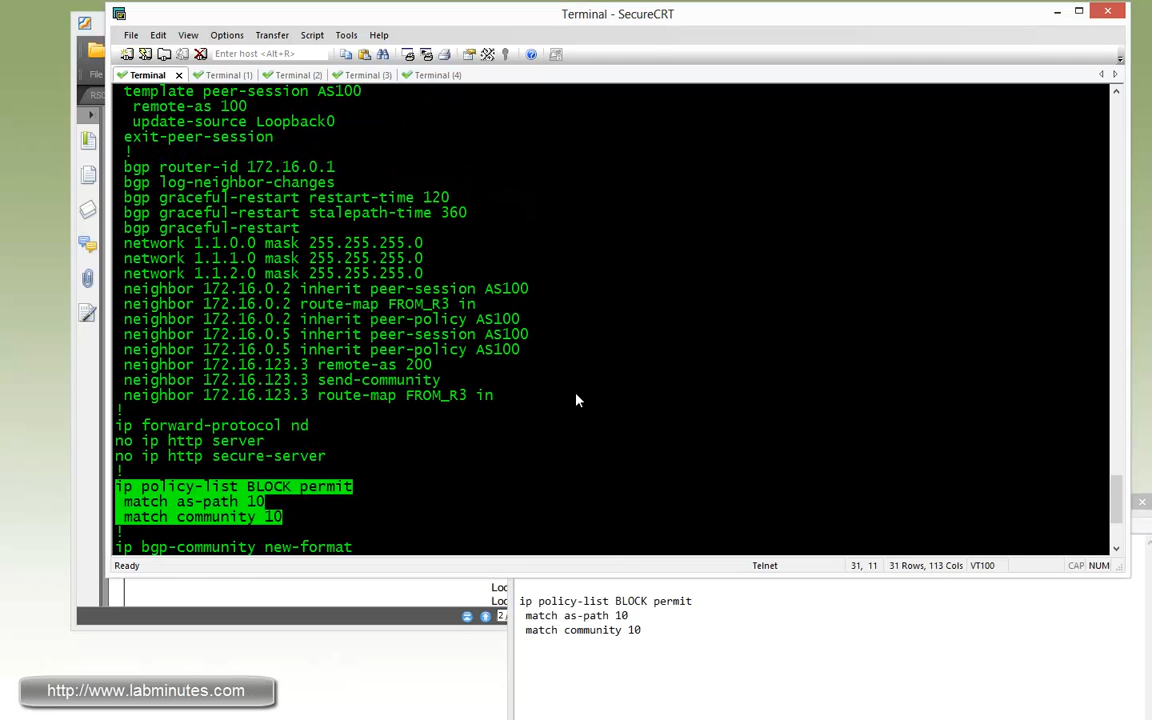 Terminal - SecureCRT
File Edit View Options Transfer Script Tools Help
Enter host <Alt+R>
Terminal Terminal (1) Terminal (2) Terminal (3) Terminal (4)
File
template peer-session AS100
remote-as 100
update-source Loopback0
exit-peer-session
!
bgp router-id 172.16.0.1
bgp log-neighbor-changes
bgp graceful-restart restart-time 120
bgp graceful-restart stalepath-time 360
bgp graceful-restart
network 1.1.0.0 mask 255.255.255.0
network 1.1.1.0 mask 255.255.255.0
network 1.1.2.0 mask 255.255.255.0
neighbor 172.16.0.2 inherit peer-session AS100
neighbor 172.16.0.2 route-map FROM_R3 in
neighbor 172.16.0.2 inherit peer-policy AS100
neighbor 172.16.0.5 inherit peer-session AS100
neighbor 172.16.0.5 inherit peer-policy AS100
neighbor 172.16.123.3 remote-as 200
neighbor 172.16.123.3 send-community
neighbor 172.16.123.3 route-map FROM_R3 in
!
ip forward-protocol nd
no ip http server
no ip http secure-server
!
ip policy-list BLOCK permit
match as-path 10
match community 10
!
ip bgp-community new-format
Ready Telnet 31, 11 31 Rows, 113 Cols VT100 CAP NUM
ip policy-list BLOCK permit
match as-path 10
match community 10
http://www.labminutes.com